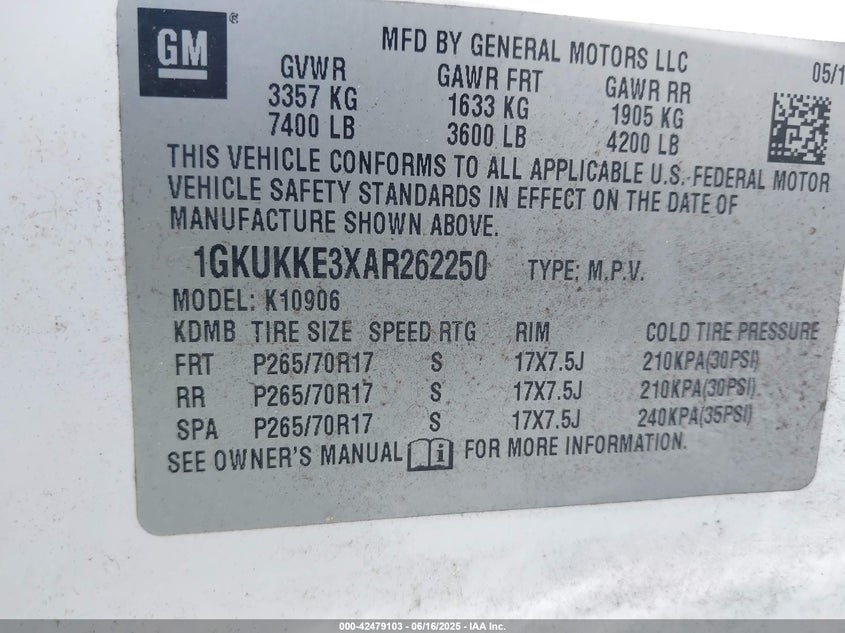 GM ®
MFD BY GENERAL MOTORS LLC
05/1
GVWR GAWR FRT GAWR RR
3357 KG 1633 KG 1905 KG
7400 LB 3600 LB 4200 LB
THIS VEHICLE CONFORMS TO ALL APPLICABLE U.S. FEDERAL MOTOR
VEHICLE SAFETY STANDARDS IN EFFECT ON THE DATE OF
MANUFACTURE SHOWN ABOVE.
1GKUKKE3XAR262250 TYPE: M.P.V.
MODEL: K10906
KDMB TIRE SIZE SPEED RTG RIM COLD TIRE PRESSURE
FRT P265/70R17 S 17X7.5J 210KPA(30PSI)
RR P265/70R17 S 17X7.5J 210KPA(30PSI)
SPA P265/70R17 S 17X7.5J 240KPA(35PSI)
SEE OWNER'S MANUAL i FOR MORE INFORMATION.
000-42479103 - 06/16/2025 - IAA Inc.